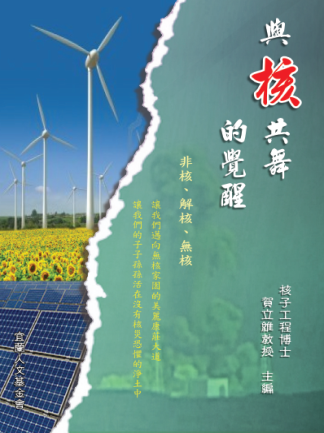 與核共舞
的覺醒
非核、解核、無核
讓我們邁向無核家園的美麗康莊大道
讓我們的子子孫孫活在沒有核災恐懼的淨土中
核子工程博士
賀立維教授 主編
宜蘭人文基金會